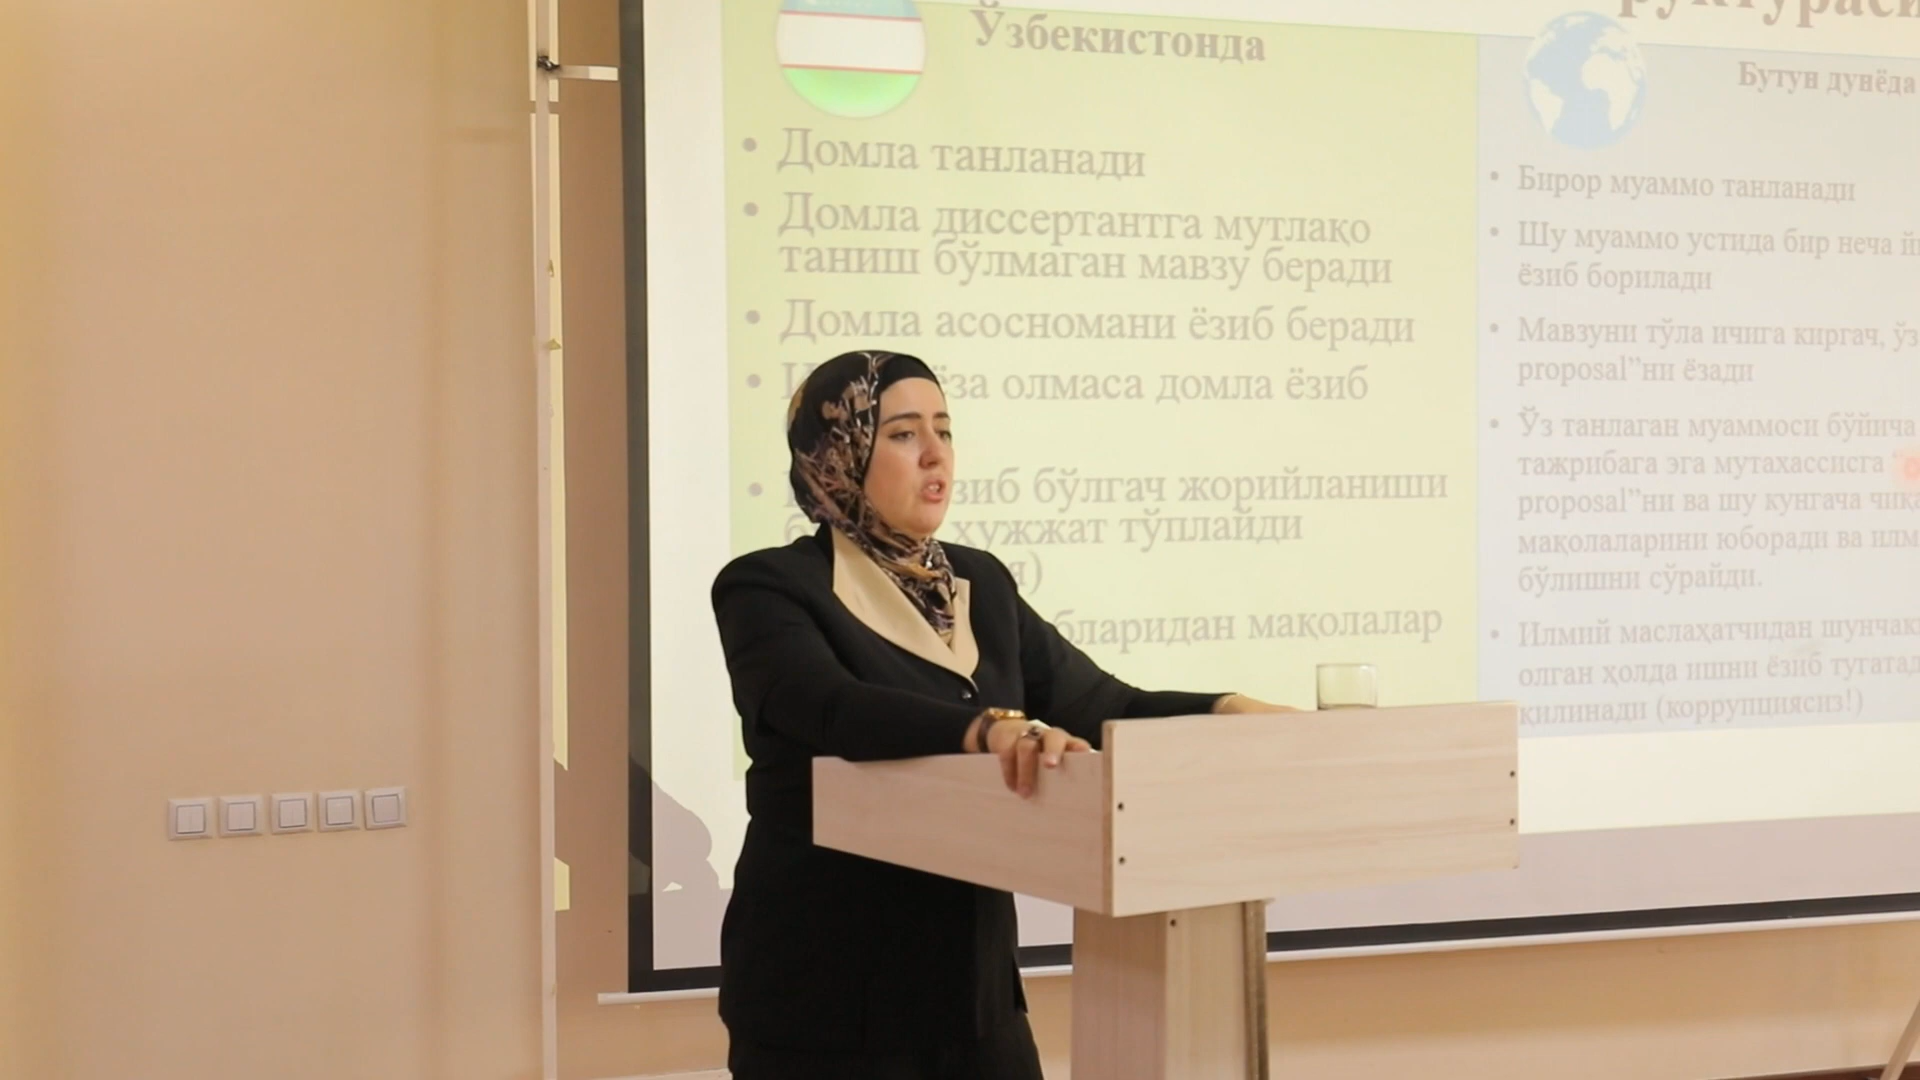 Ўзбекистонда
• Домла танланади
• Домла диссертантга мутлақо
таниш бўлмаган мавзу беради
• Домла асосномани ёзиб беради
ёза олмаса домла ёзиб
бўлгач жорийланиши
ҳужжат тўплайди
мақолалар
Бутун дунёда
• Бирор муаммо танланади
• Шу муаммо устида бир неча
ёзиб борилади
• Мавзуни тўла ичига киргач,
proposal”ни ёзади
• Ўз танлаган муаммоси бўйича
тажрибага эга мутахассисга
proposal”ни ва шу кунгача
мақолаларини юборади ва
бўлишни сўрайди.
• Илмий маслаҳатчидан
олган ҳолда ишни ёзиб
қилинади (коррупциясиз!)